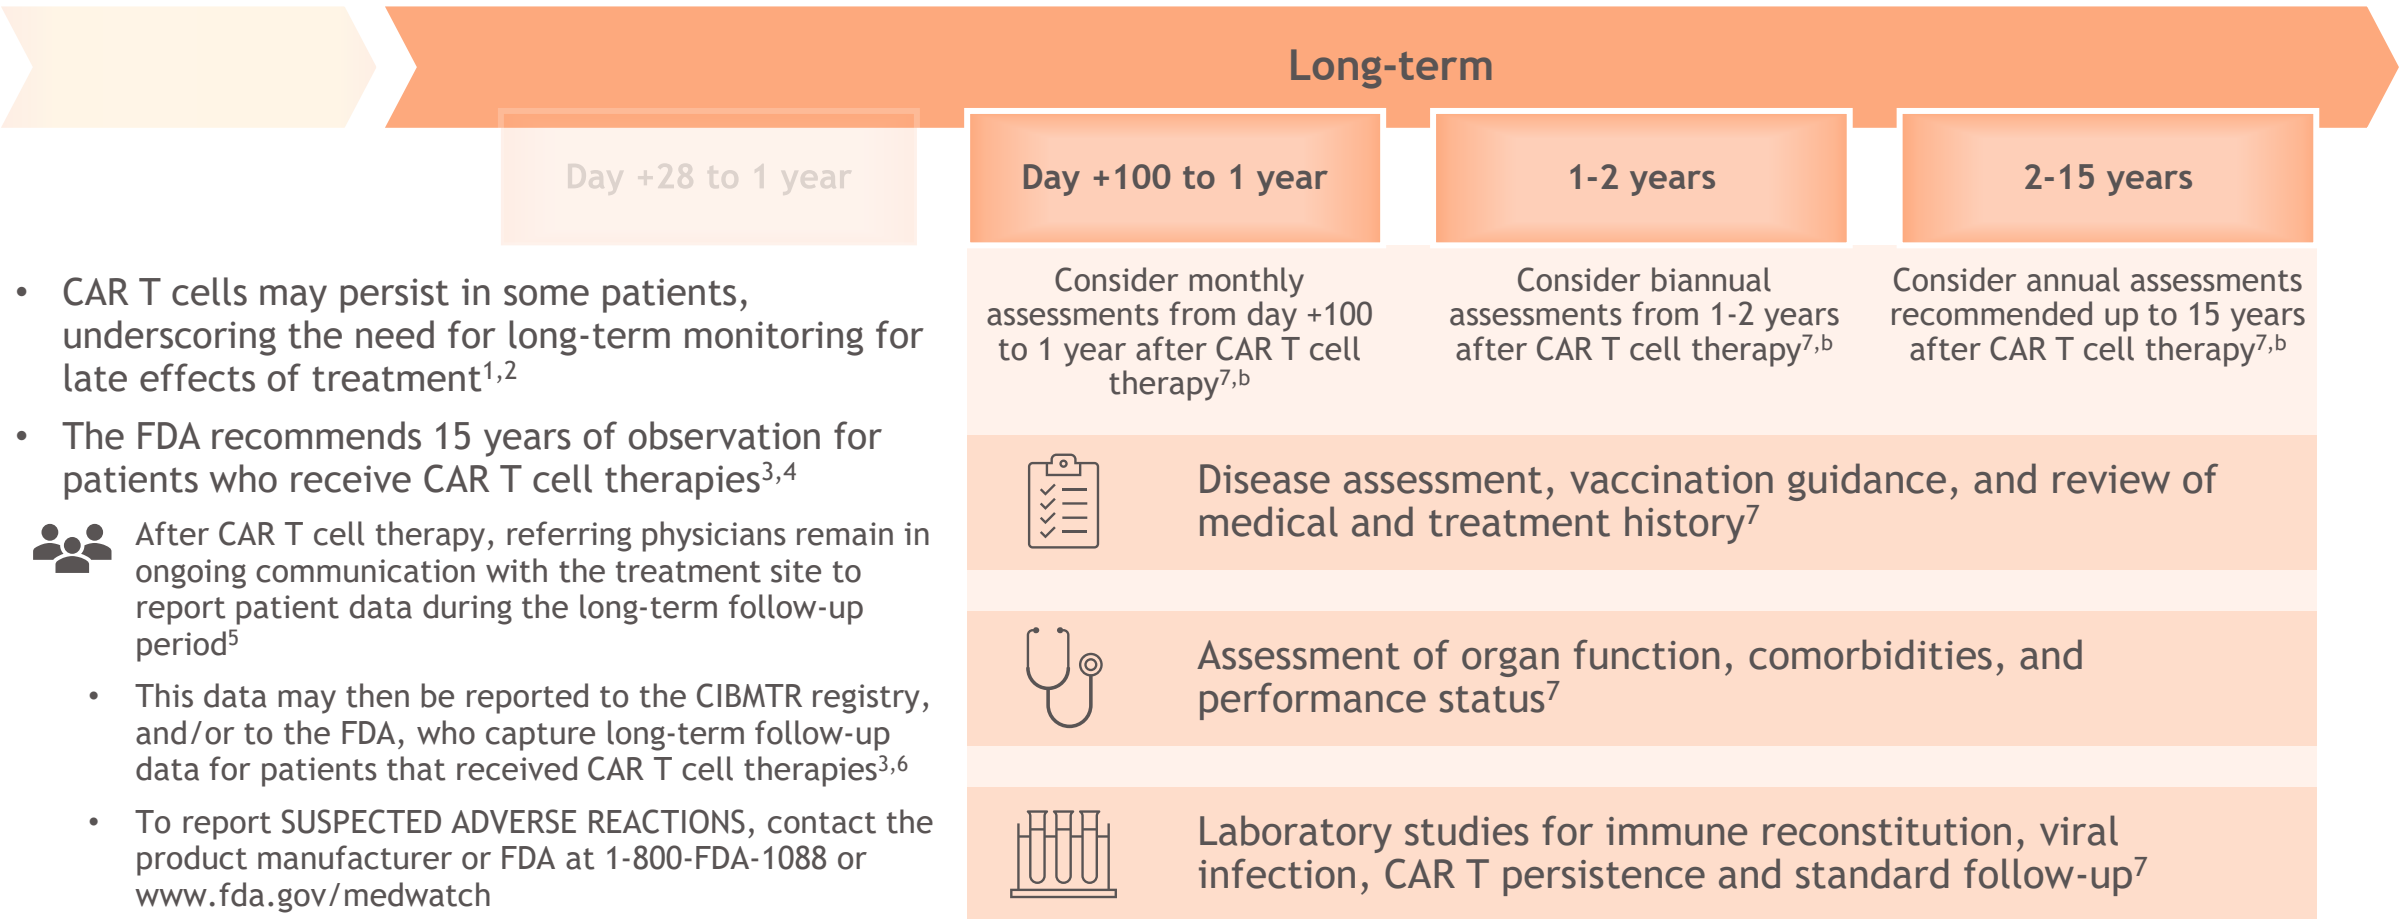 Long-term
Day +28 to 1 year
Day +100 to 1 year
1-2 years
2-15 years
• CAR T cells may persist in some patients,
underscoring the need for long-term monitoring for
late effects of treatment1,2
• The FDA recommends 15 years of observation for
patients who receive CAR T cell therapies3,4
After CAR T cell therapy, referring physicians remain in
ongoing communication with the treatment site to
report patient data during the long-term follow-up
period5
• This data may then be reported to the CIBMTR registry,
and/or to the FDA, who capture long-term follow-up
data for patients that received CAR T cell therapies3,6
• To report SUSPECTED ADVERSE REACTIONS, contact the
product manufacturer or FDA at 1-800-FDA-1088 or
www.fda.gov/medwatch
Consider monthly
assessments from day +100
to 1 year after CAR T cell
therapy7,b
Consider biannual
assessments from 1-2 years
after CAR T cell therapy7,b
Consider annual assessments
recommended up to 15 years
after CAR T cell therapy7,b
Disease assessment, vaccination guidance, and review of
medical and treatment history7
Assessment of organ function, comorbidities, and
performance status7
Laboratory studies for immune reconstitution, viral
infection, CAR T persistence and standard follow-up7